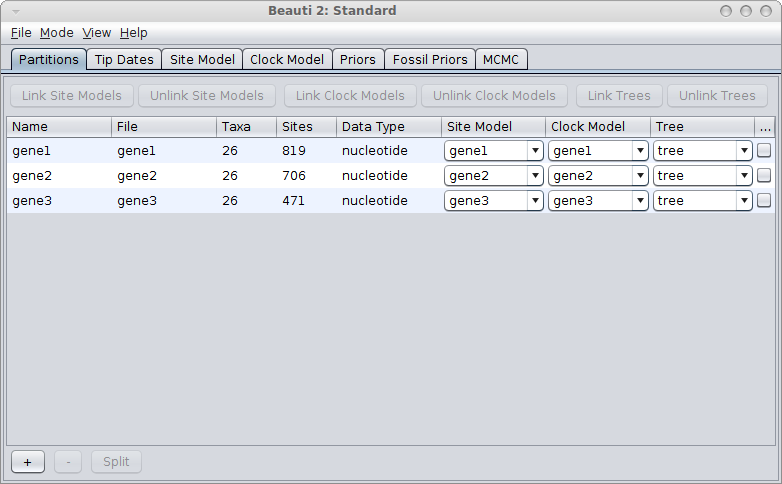 Beauti 2: Standard
File Mode View Help
Partitions Tip Dates Site Model Clock Model Priors Fossil Priors MCMC
Link Site Models Unlink Site Models Link Clock Models Unlink Clock Models Link Trees Unlink Trees
Name File Taxa Sites Data Type Site Model Clock Model Tree ...
gene1 gene1 26 819 nucleotide gene1 gene1 tree
gene2 gene2 26 706 nucleotide gene2 gene2 tree
gene3 gene3 26 471 nucleotide gene3 gene3 tree
+ - Split